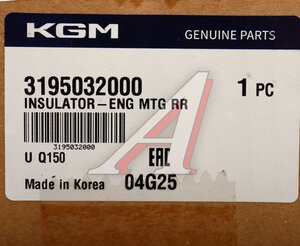 KGM GENUINE PARTS
3195032000 1 PC
INSULATOR-ENG MTG RR
3195032000
U Q150 EAC
Made in Korea 04G25